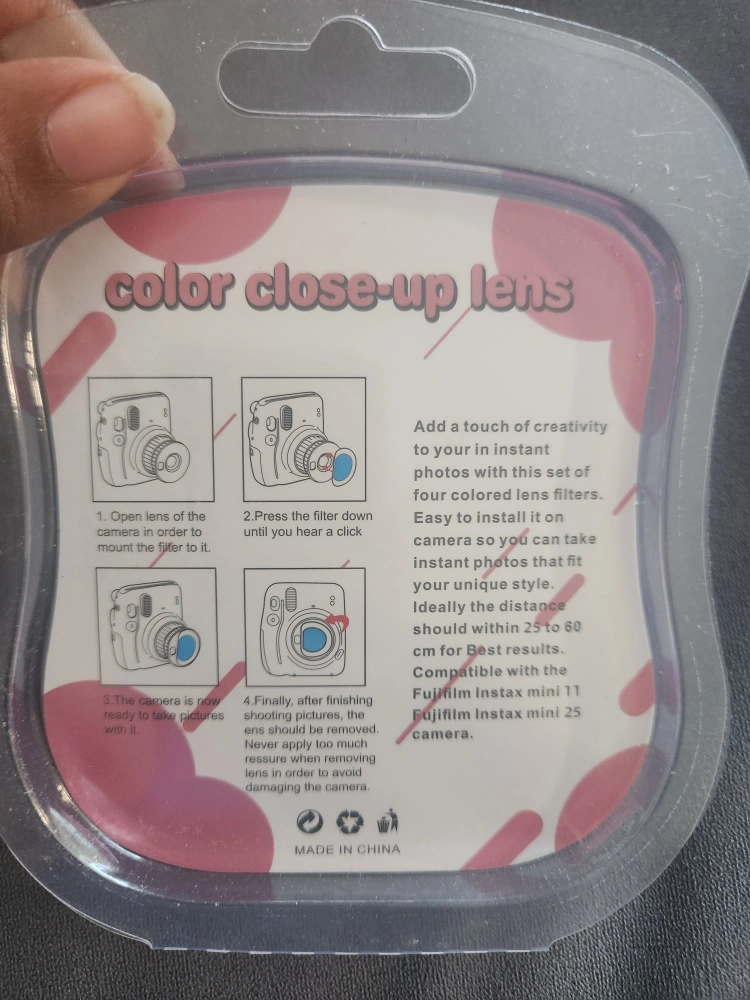 color close-up lens
1. Open lens of the
camera in order to
mount the filter to it.
2.Press the filter down
until you hear a click
3.The camera is now
ready to take pictures
with it.
4.Finally, after finishing
shooting pictures, the
ens should be removed.
Never apply too much
ressure when removing
lens in order to avoid
damaging the camera.
Add a touch of creativity
to your in instant
photos with this set of
four colored lens filters.
Easy to install it on
camera so you can take
instant photos that fit
your unique style.
Ideally the distance
should within 25 to 60
cm for Best results.
Compatible with the
Fujifilm Instax mini 11
Fujifilm Instax mini 25
camera.
MADE IN CHINA